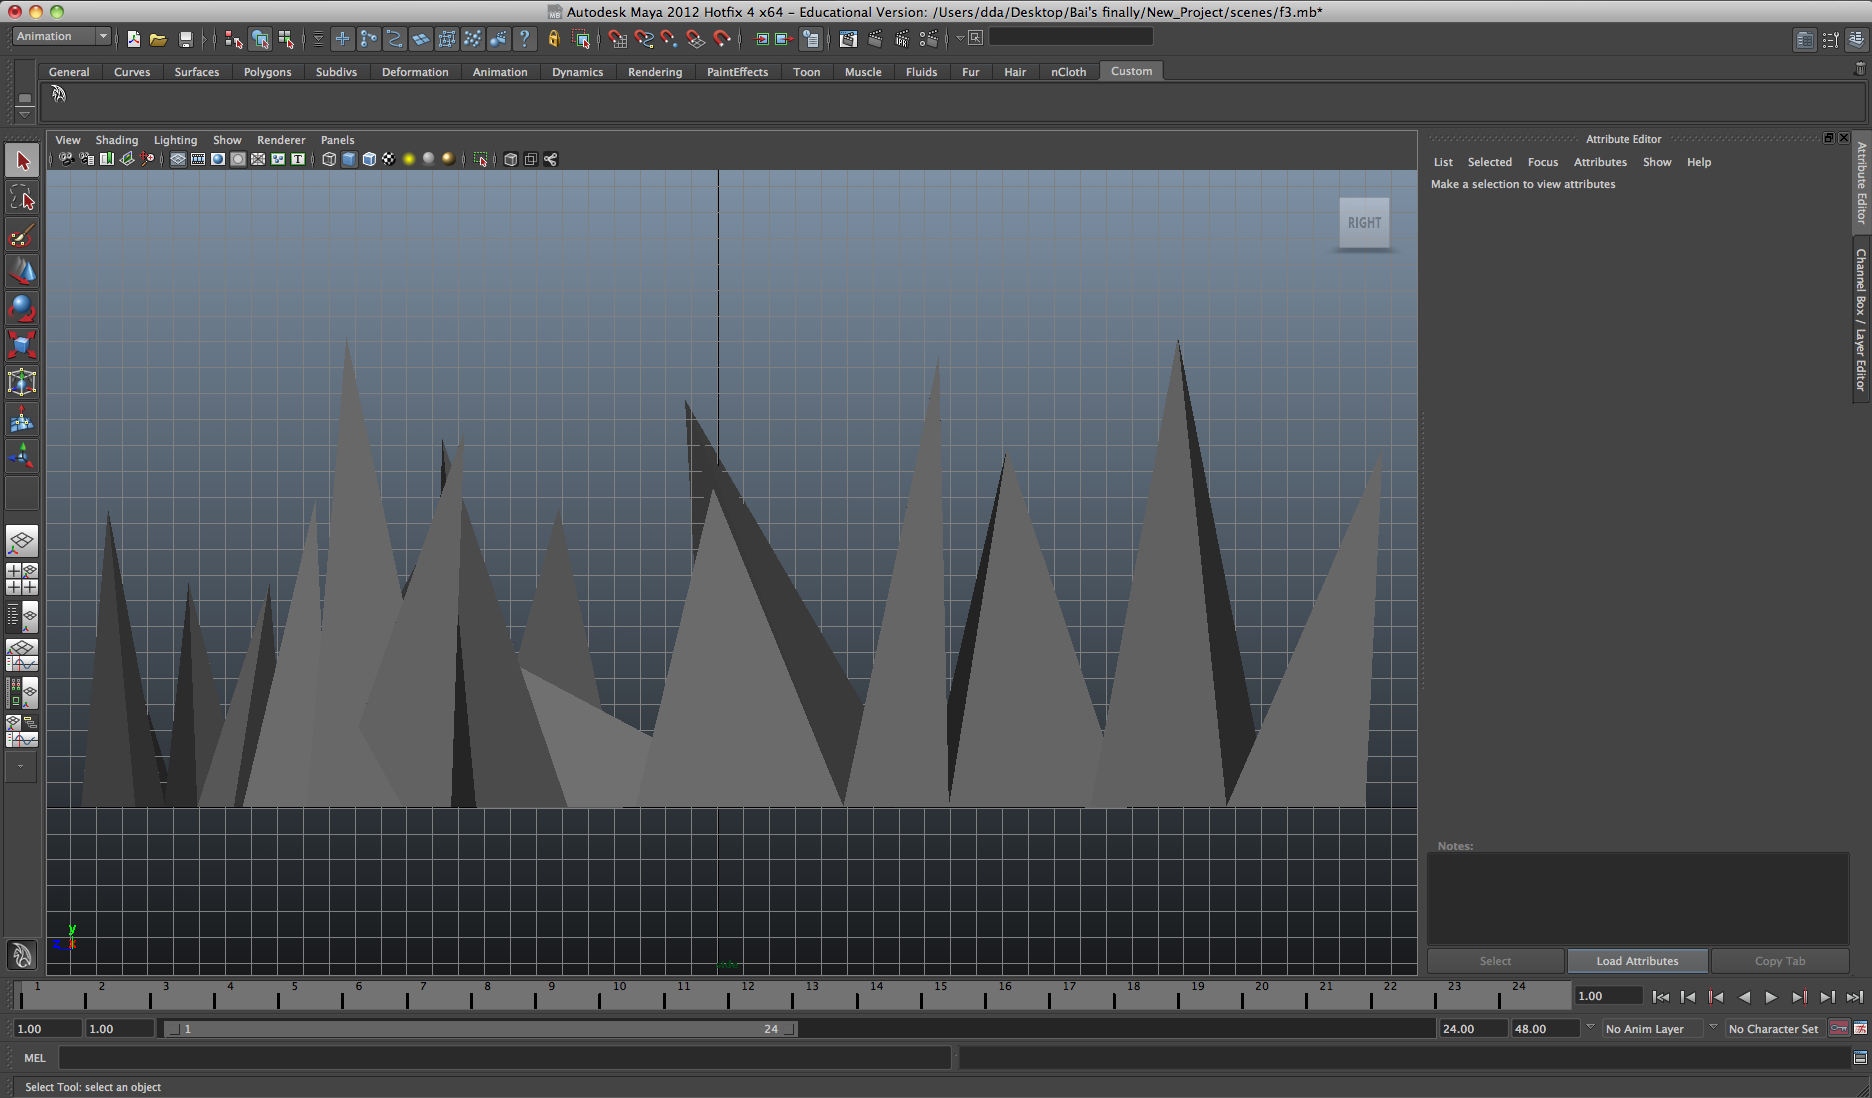 Autodesk Maya 2012 Hotfix 4 x64 – Educational Version: /Users/dda/Desktop/Bai's finally/New_Project/scenes/f3.mb*
Animation
General Curves Surfaces Polygons Subdivs Deformation Animation Dynamics Rendering PaintEffects Toon Muscle Fluids Fur Hair nCloth Custom
View Shading Lighting Show Renderer Panels
RIGHT
y
z x
Attribute Editor
List Selected Focus Attributes Show Help
Make a selection to view attributes
Notes:
Select Load Attributes Copy Tab
Attribute Editor
Channel Box / Layer Editor
1 2 3 4 5 6 7 8 9 10 11 12 13 14 15 16 17 18 19 20 21 22 23 24 1.00
1.00 1.00 1 24 24.00 48.00 No Anim Layer No Character Set
MEL
Select Tool: select an object